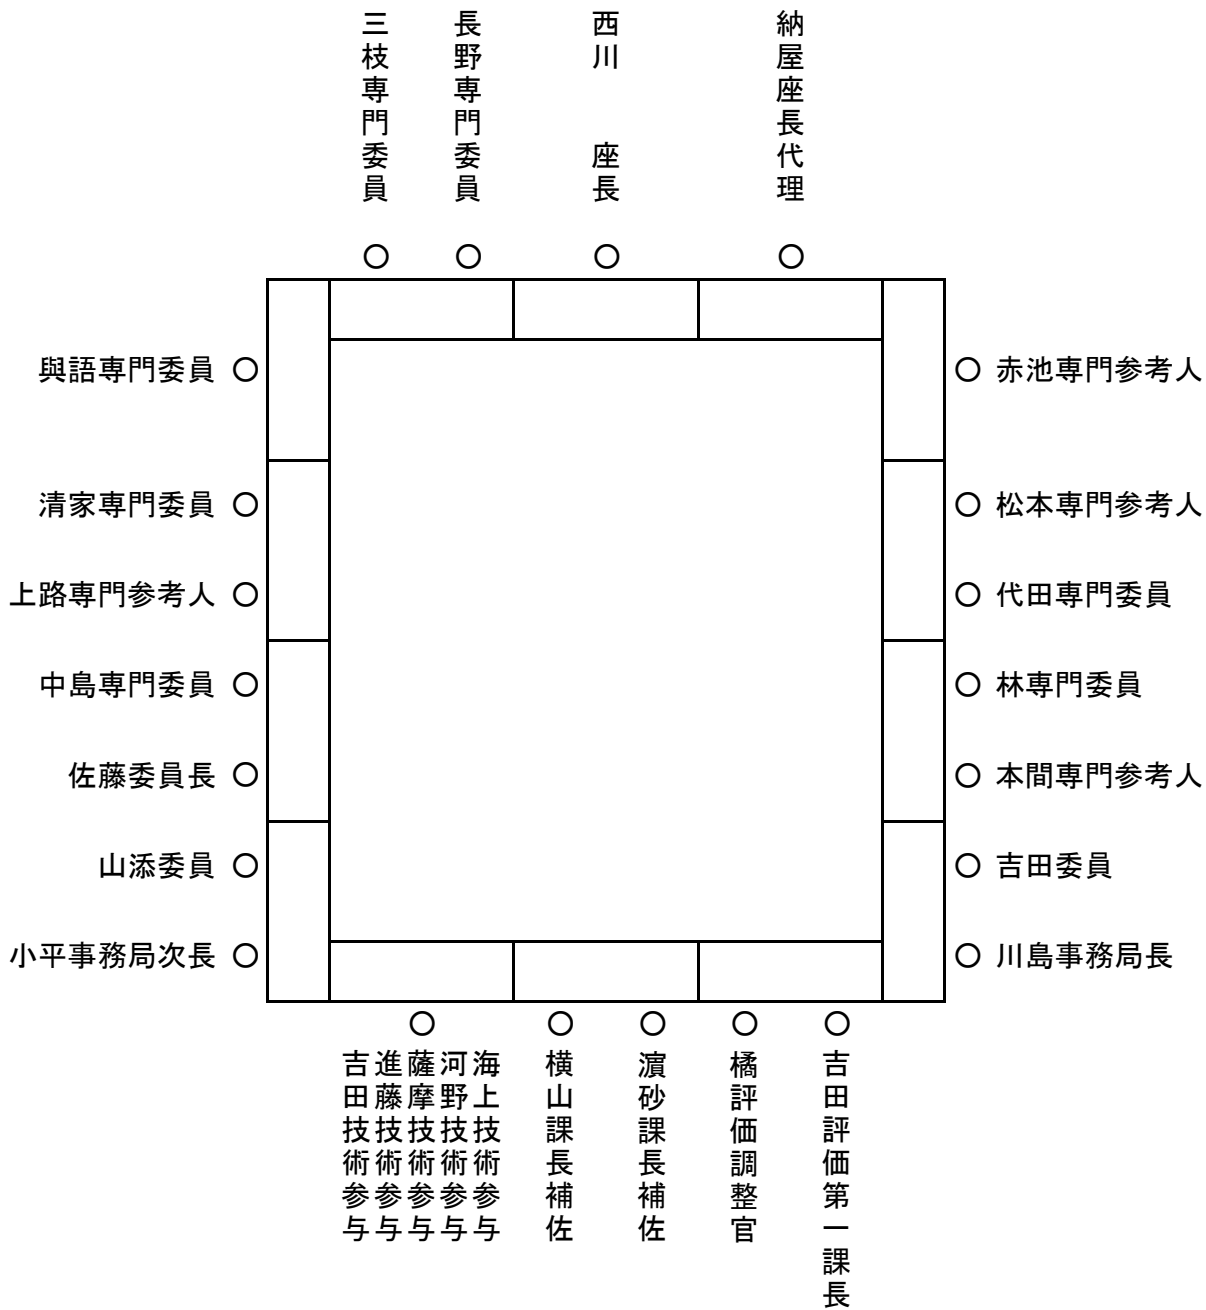 三枝専門委員
長野専門委員
西川　座長
納屋座長代理
○
○
○
○
與語専門委員 ○
○ 赤池専門参考人
清家専門委員 ○
○ 松本専門参考人
上路専門参考人 ○
○ 代田専門委員
中島専門委員 ○
○ 林専門委員
佐藤委員長 ○
○ 本間専門参考人
山添委員 ○
○ 吉田委員
小平事務局次長 ○
○ 川島事務局長
○
○
○
○
○
吉田技術参与
進藤技術参与
薩摩技術参与
河野技術参与
海上技術参与
横山課長補佐
濵砂課長補佐
橘評価調整官
吉田評価第一課長